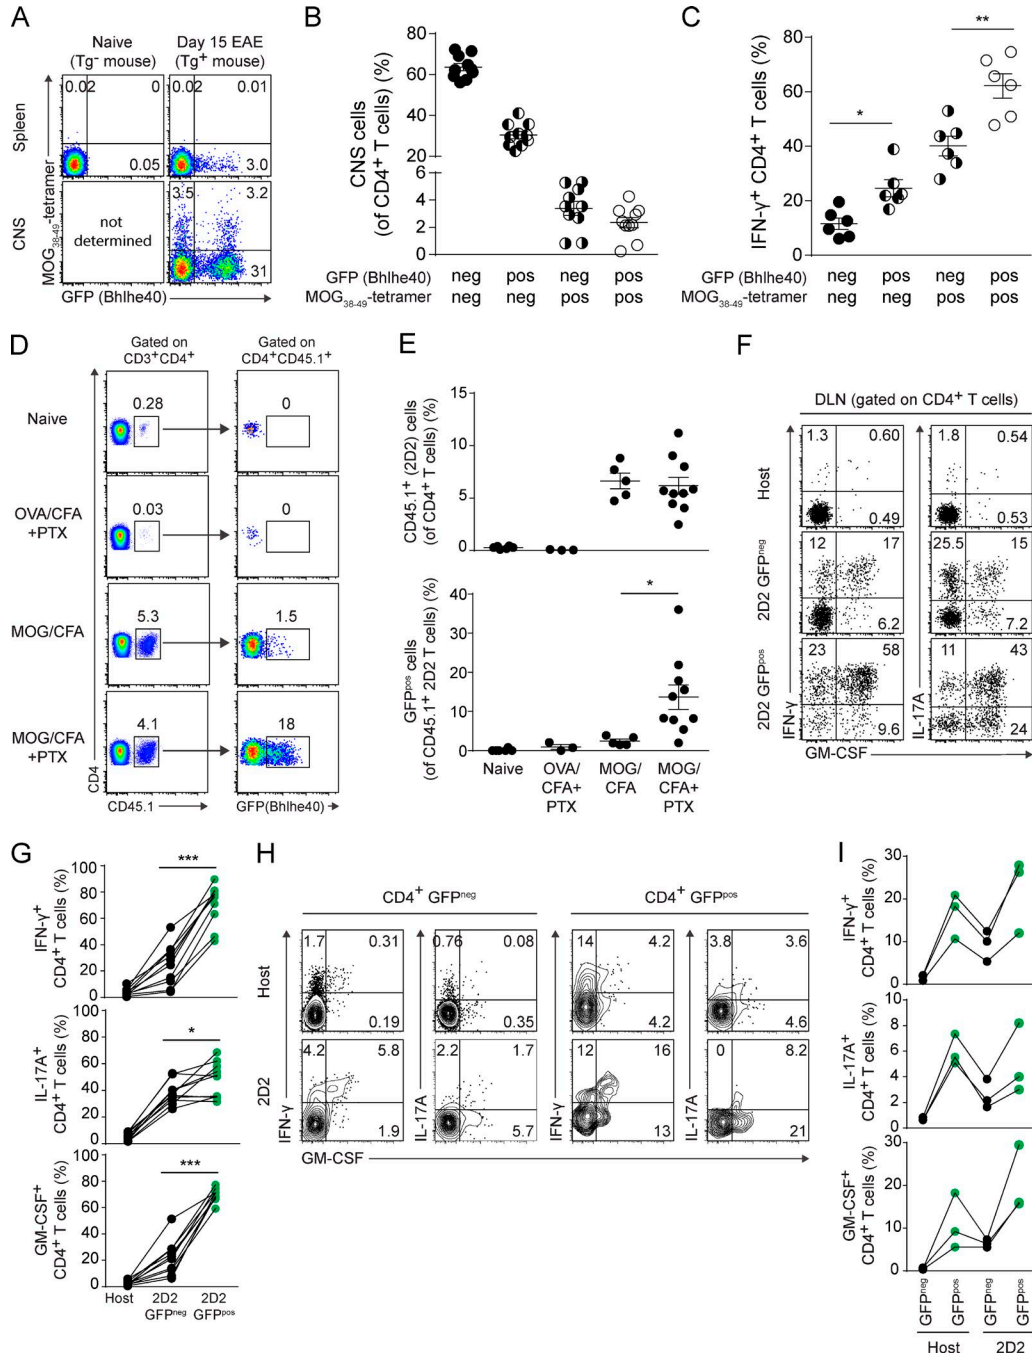 A
Naive
(Tg⁻ mouse)
Day 15 EAE
(Tg⁺ mouse)
Spleen
0.02
0
0.05
0.02
0.01
3.0
CNS
MOG38-49-tetramer
not
determined
3.5
3.2
31
GFP (Bhlhe40)
B
CNS cells
(of CD4⁺ T cells) (%)
80
60
40
20
6
4
2
0
GFP (Bhlhe40) neg pos neg pos
MOG38-49-tetramer neg neg pos pos
C
IFN-γ⁺ CD4⁺ T cells (%)
80
60
40
20
0
*
**
GFP (Bhlhe40) neg pos neg pos
MOG38-49-tetramer neg neg pos pos
D
Gated on
CD3⁺CD4⁺
Gated on
CD4⁺CD45.1⁺
Naive
0.28
0
OVA/CFA
+PTX
0.03
0
MOG/CFA
5.3
1.5
MOG/CFA
+PTX
4.1
18
CD4
CD45.1
GFP(Bhlhe40)
E
CD45.1⁺ (2D2) cells
(of CD4⁺ T cells) (%)
15
10
5
0
GFPpos cells
(of CD45.1⁺ 2D2 T cells) (%)
40
30
20
10
0
*
Naive
OVA/
CFA+
PTX
MOG/
CFA
MOG/
CFA+
PTX
F
DLN (gated on CD4⁺ T cells)
Host
1.3
0.60
0.49
1.8
0.54
0.53
2D2 GFPneg
12
17
6.2
25.5
15
7.2
2D2 GFPpos
23
58
9.6
11
43
24
IFN-γ
IL-17A
GM-CSF
G
IFN-γ⁺
CD4⁺ T cells (%)
100
80
60
40
20
0
***
IL-17A⁺
CD4⁺ T cells (%)
100
80
60
40
20
0
*
GM-CSF⁺
CD4⁺ T cells (%)
100
80
60
40
20
0
***
Host
2D2
GFPneg
2D2
GFPpos
H
CD4⁺ GFPneg
CD4⁺ GFPpos
Host
1.7
0.31
0.19
0.76
0.08
0.35
14
4.2
4.2
3.8
3.6
4.6
2D2
4.2
5.8
1.9
2.2
1.7
5.7
12
16
13
0
8.2
21
IFN-γ
IL-17A
IFN-γ
IL-17A
GM-CSF
I
IFN-γ⁺
CD4⁺ T cells (%)
30
20
10
0
IL-17A⁺
CD4⁺ T cells (%)
10
8
6
4
2
0
GM-CSF⁺
CD4⁺ T cells (%)
30
20
10
0
GFPneg
GFPpos
GFPneg
GFPpos
Host
2D2